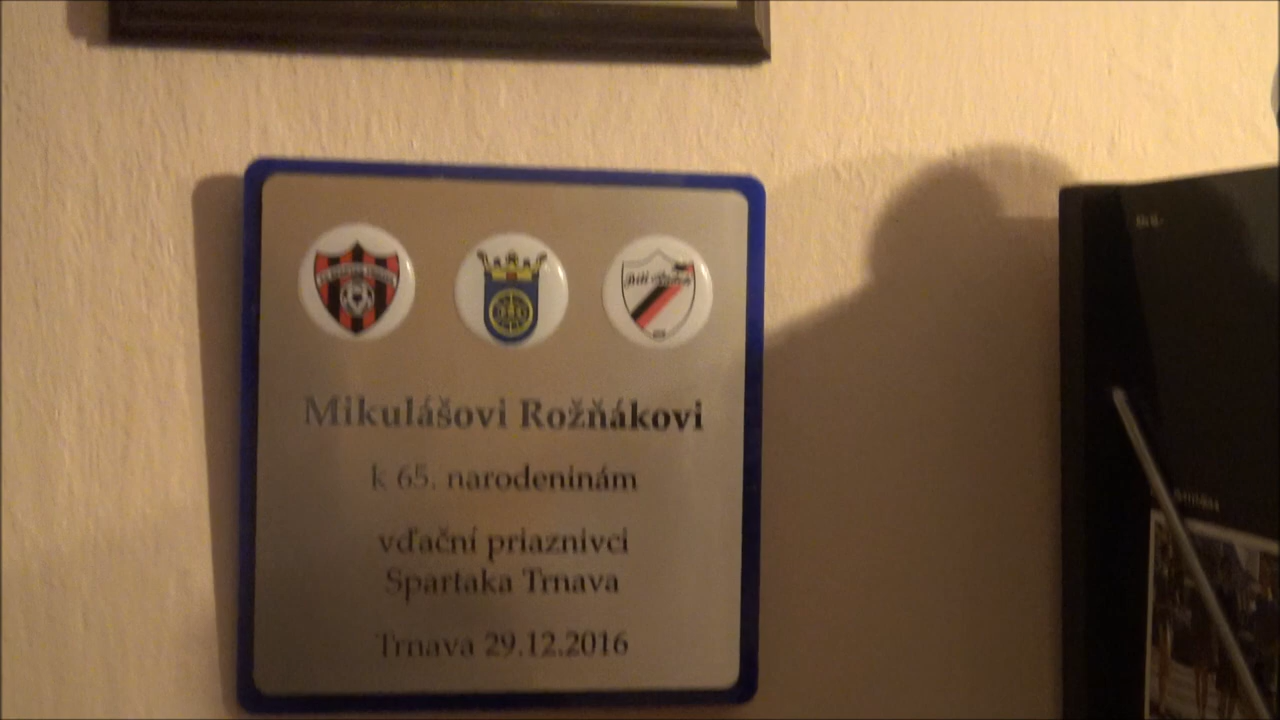 Mikulášovi Rožňákovi
k 65. narodeninám
vďační priaznivci
Spartaka Trnava
Trnava 29.12.2016